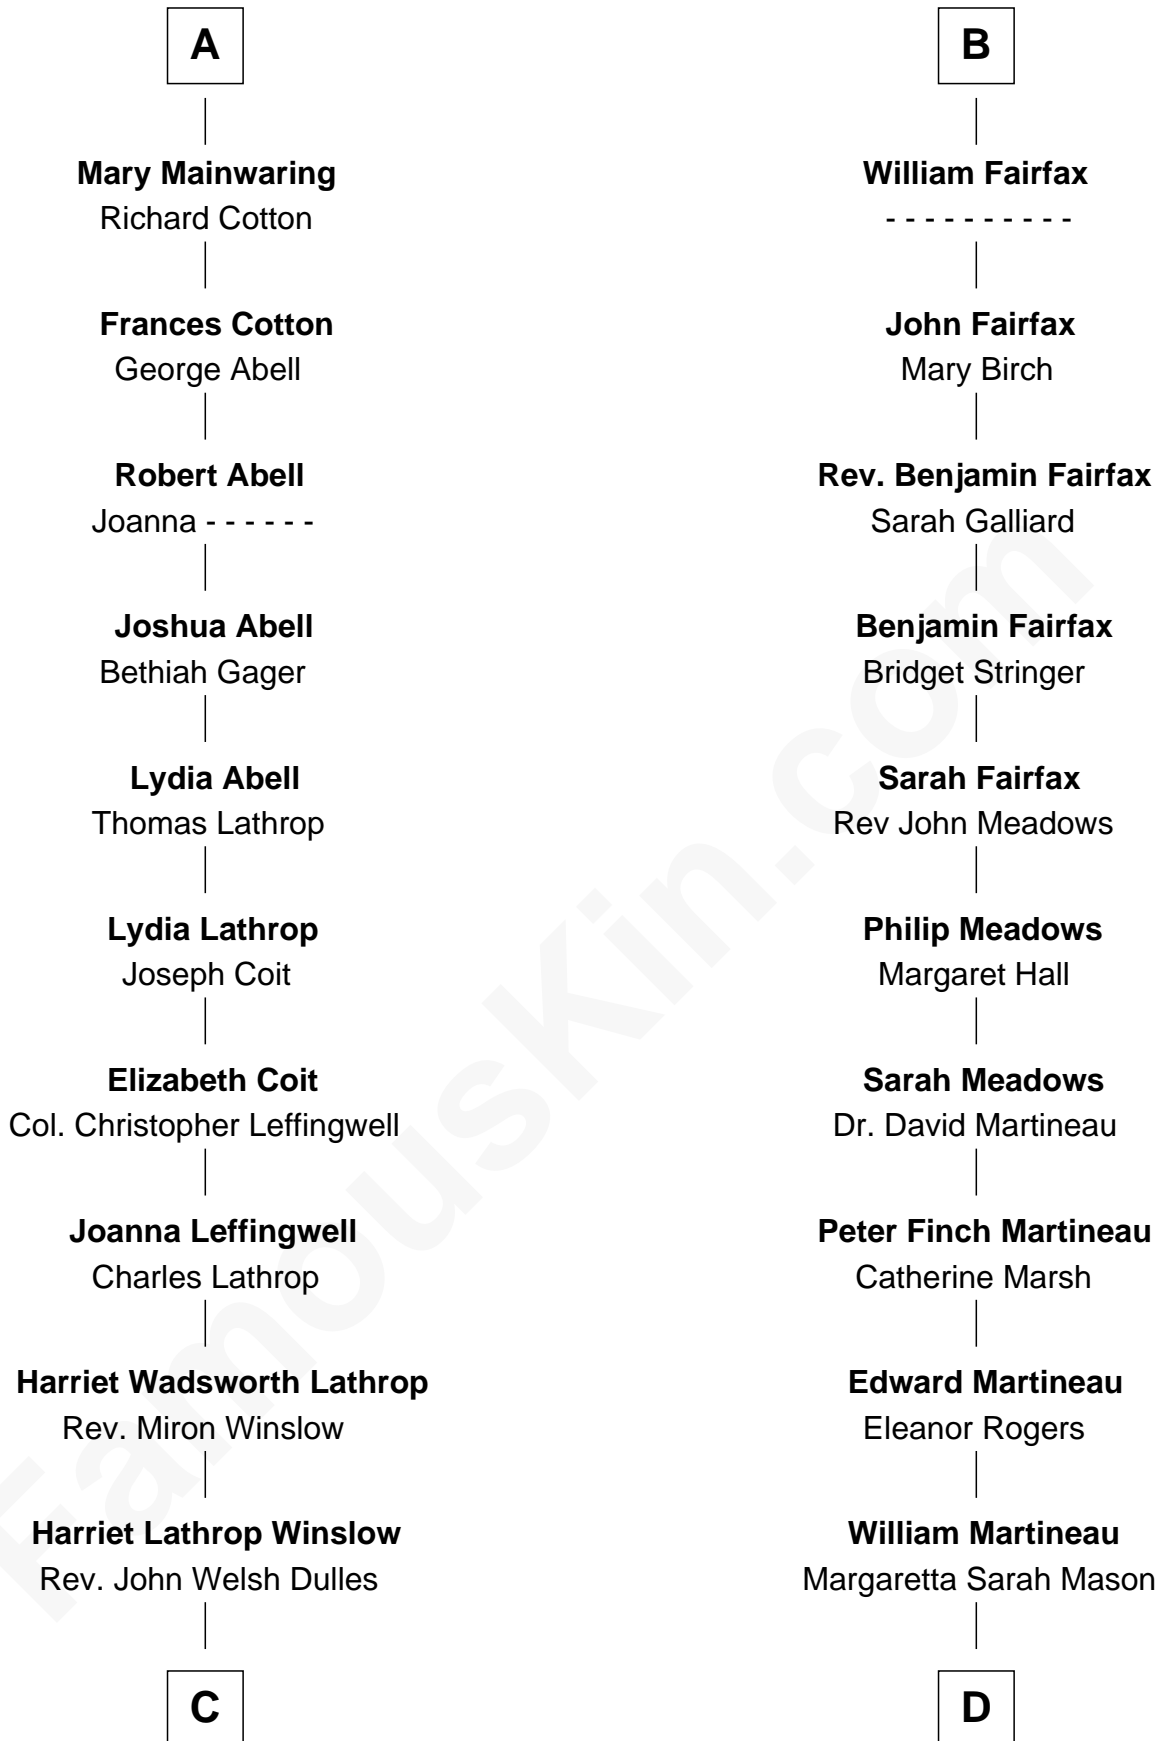 A
Mary Mainwaring
Richard Cotton
Frances Cotton
George Abell
Robert Abell
Joanna - - - - - -
Joshua Abell
Bethiah Gager
Lydia Abell
Thomas Lathrop
Lydia Lathrop
Joseph Coit
Elizabeth Coit
Col. Christopher Leffingwell
Joanna Leffingwell
Charles Lathrop
Harriet Wadsworth Lathrop
Rev. Miron Winslow
Harriet Lathrop Winslow
Rev. John Welsh Dulles
C
B
William Fairfax
- - - - - - - - - -
John Fairfax
Mary Birch
Rev. Benjamin Fairfax
Sarah Galliard
Benjamin Fairfax
Bridget Stringer
Sarah Fairfax
Rev John Meadows
Philip Meadows
Margaret Hall
Sarah Meadows
Dr. David Martineau
Peter Finch Martineau
Catherine Marsh
Edward Martineau
Eleanor Rogers
William Martineau
Margaretta Sarah Mason
D
FamousKin.com